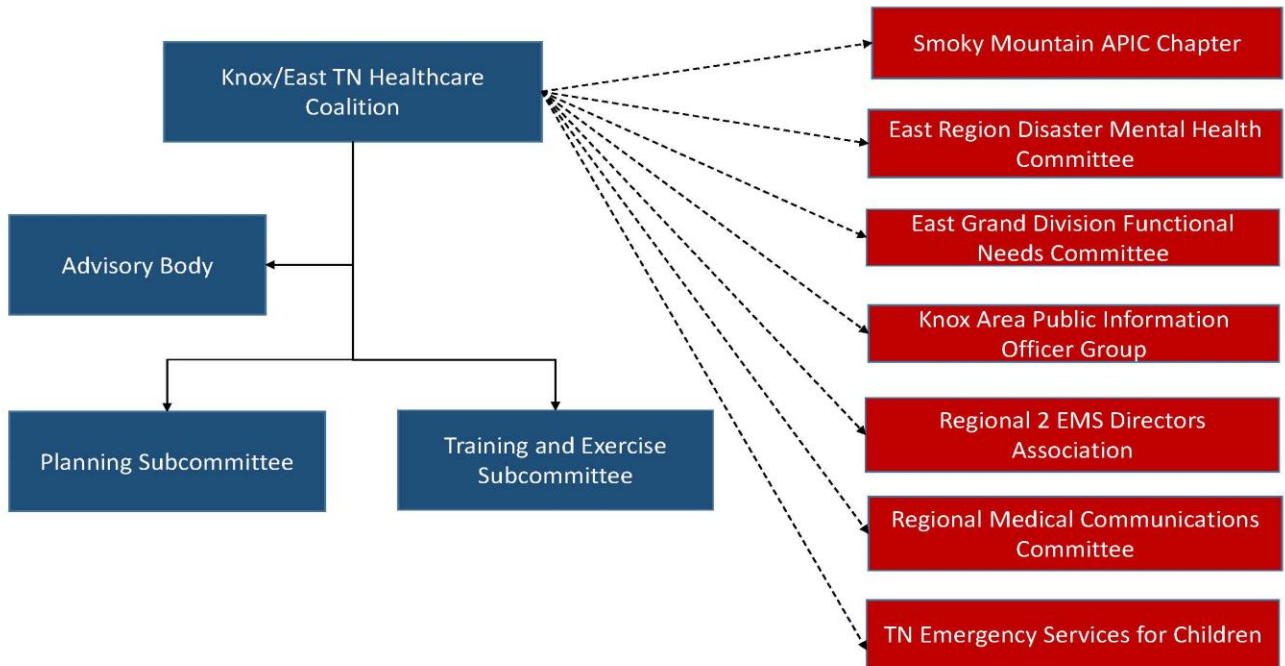 Knox/East TN Healthcare
Coalition
Advisory Body
Planning Subcommittee
Training and Exercise
Subcommittee
Smoky Mountain APIC Chapter
East Region Disaster Mental Health
Committee
East Grand Division Functional
Needs Committee
Knox Area Public Information
Officer Group
Regional 2 EMS Directors
Association
Regional Medical Communications
Committee
TN Emergency Services for Children